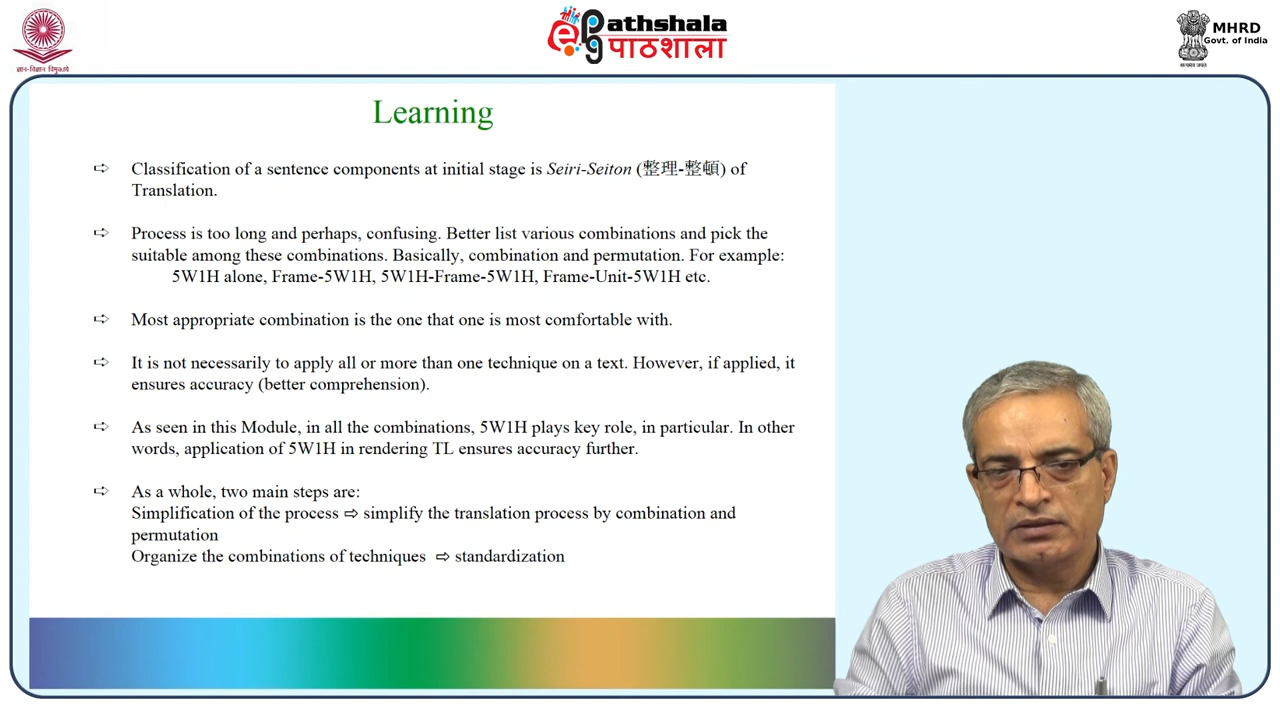 ज्ञान-विज्ञान विमुक्तये
ePG Pathshala
पाठशाला
सत्यमेव जयते
MHRD
Govt. of India
Learning
⇨ Classification of a sentence components at initial stage is Seiri-Seiton (整理-整頓) of
Translation.
⇨ Process is too long and perhaps, confusing. Better list various combinations and pick the
suitable among these combinations. Basically, combination and permutation. For example:
5W1H alone, Frame-5W1H, 5W1H-Frame-5W1H, Frame-Unit-5W1H etc.
⇨ Most appropriate combination is the one that one is most comfortable with.
⇨ It is not necessarily to apply all or more than one technique on a text. However, if applied, it
ensures accuracy (better comprehension).
⇨ As seen in this Module, in all the combinations, 5W1H plays key role, in particular. In other
words, application of 5W1H in rendering TL ensures accuracy further.
⇨ As a whole, two main steps are:
Simplification of the process ⇨ simplify the translation process by combination and
permutation
Organize the combinations of techniques ⇨ standardization